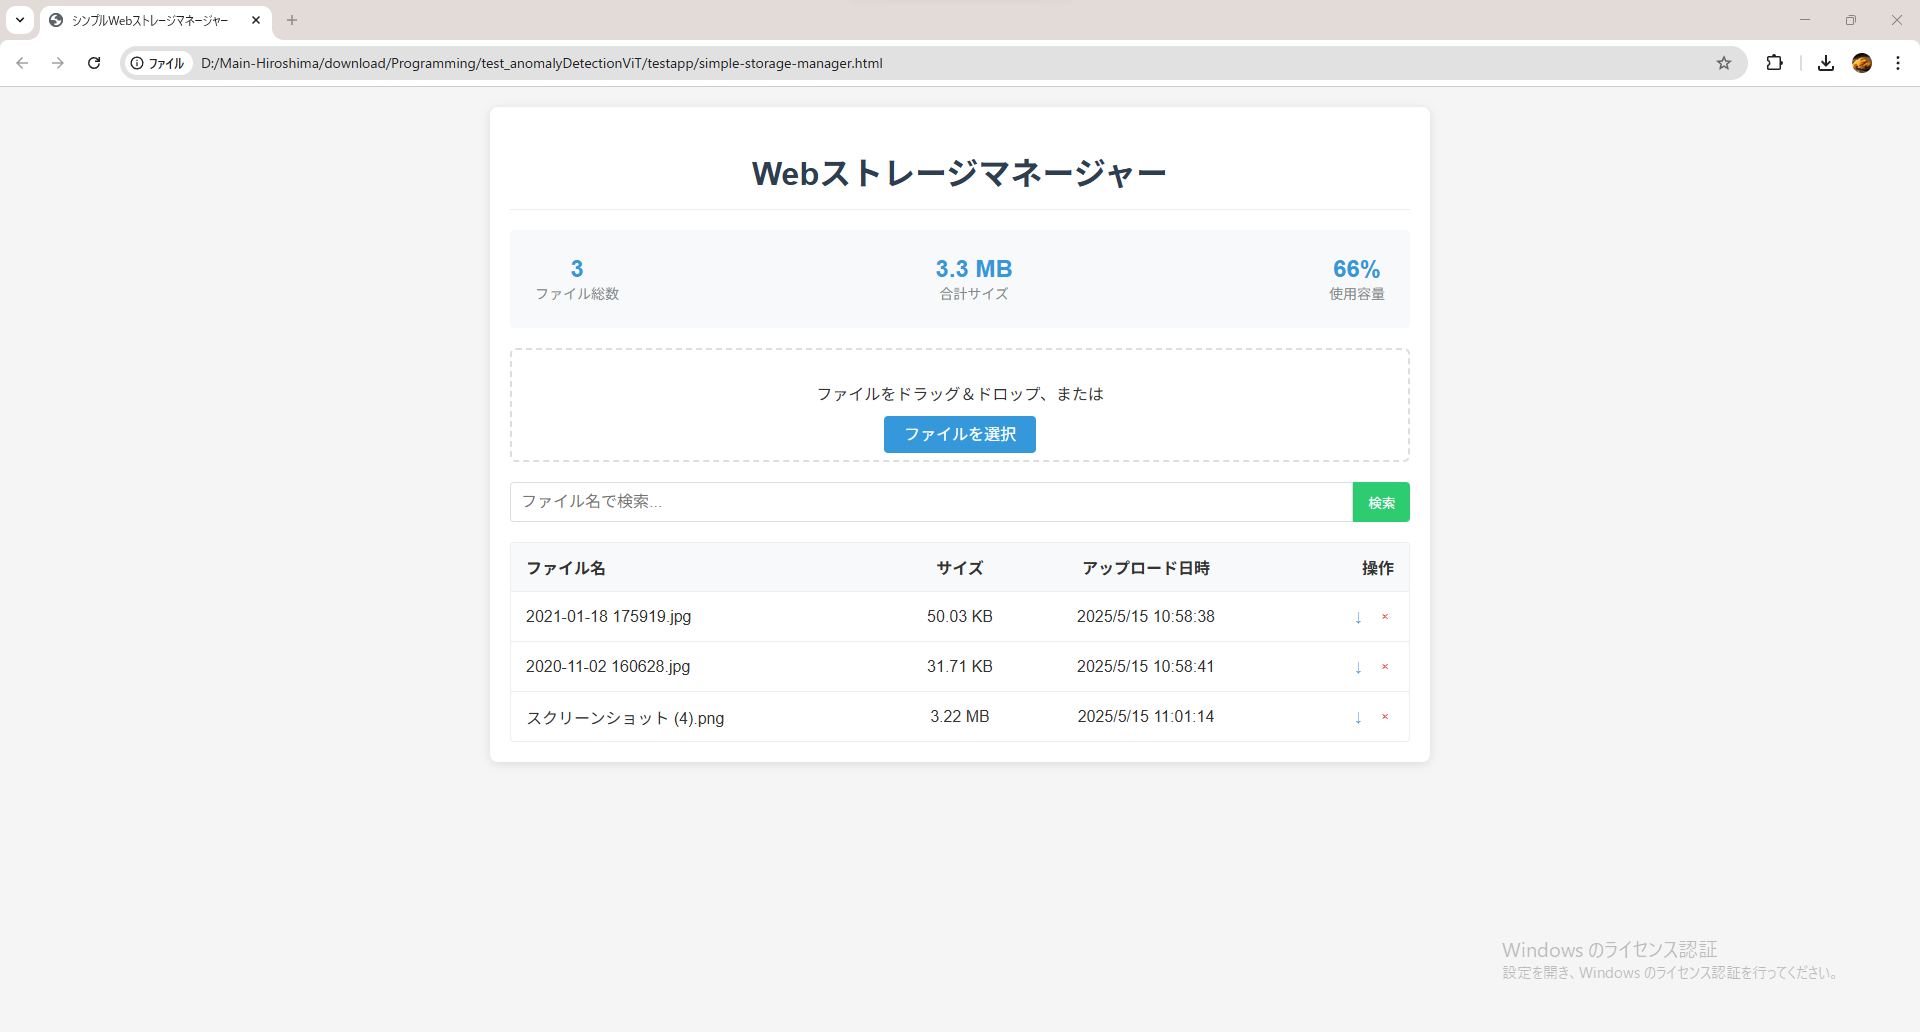 シンプルWebストレージマネージャー
ファイル D:/Main-Hiroshima/download/Programming/test_anomalyDetectionViT/testapp/simple-storage-manager.html
Webストレージマネージャー
3 3.3 MB 66%
ファイル総数 合計サイズ 使用容量
ファイルをドラッグ＆ドロップ、または
ファイルを選択
ファイル名で検索... 検索
ファイル名 サイズ アップロード日時 操作
2021-01-18 175919.jpg 50.03 KB 2025/5/15 10:58:38 ↓ ×
2020-11-02 160628.jpg 31.71 KB 2025/5/15 10:58:41 ↓ ×
スクリーンショット (4).png 3.22 MB 2025/5/15 11:01:14 ↓ ×
Windows のライセンス認証
設定を開き、Windows のライセンス認証を行ってください。